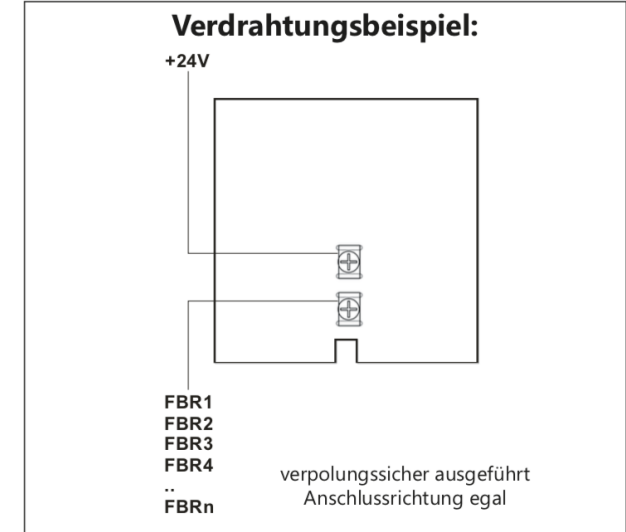 Verdrahtungsbeispiel:
+24V
FBR1
FBR2
FBR3
FBR4
..
FBRn
verpolungssicher ausgeführt
Anschlussrichtung egal